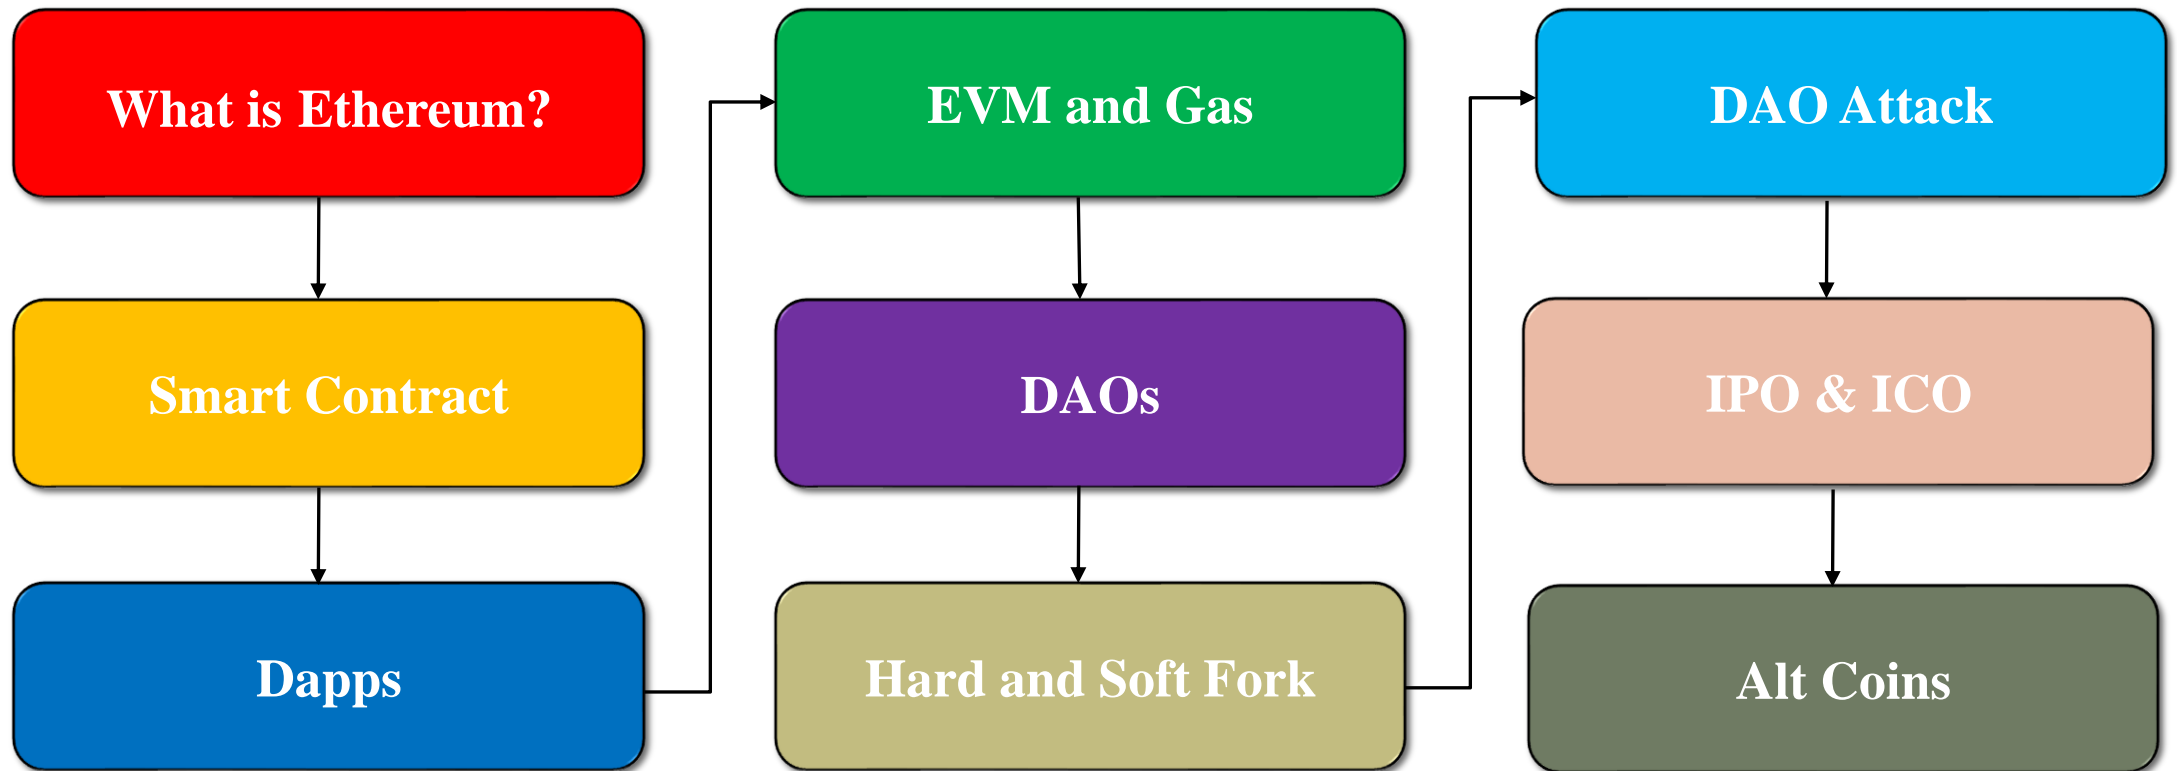 What is Ethereum?
Smart Contract
Dapps
EVM and Gas
DAOs
Hard and Soft Fork
DAO Attack
IPO & ICO
Alt Coins